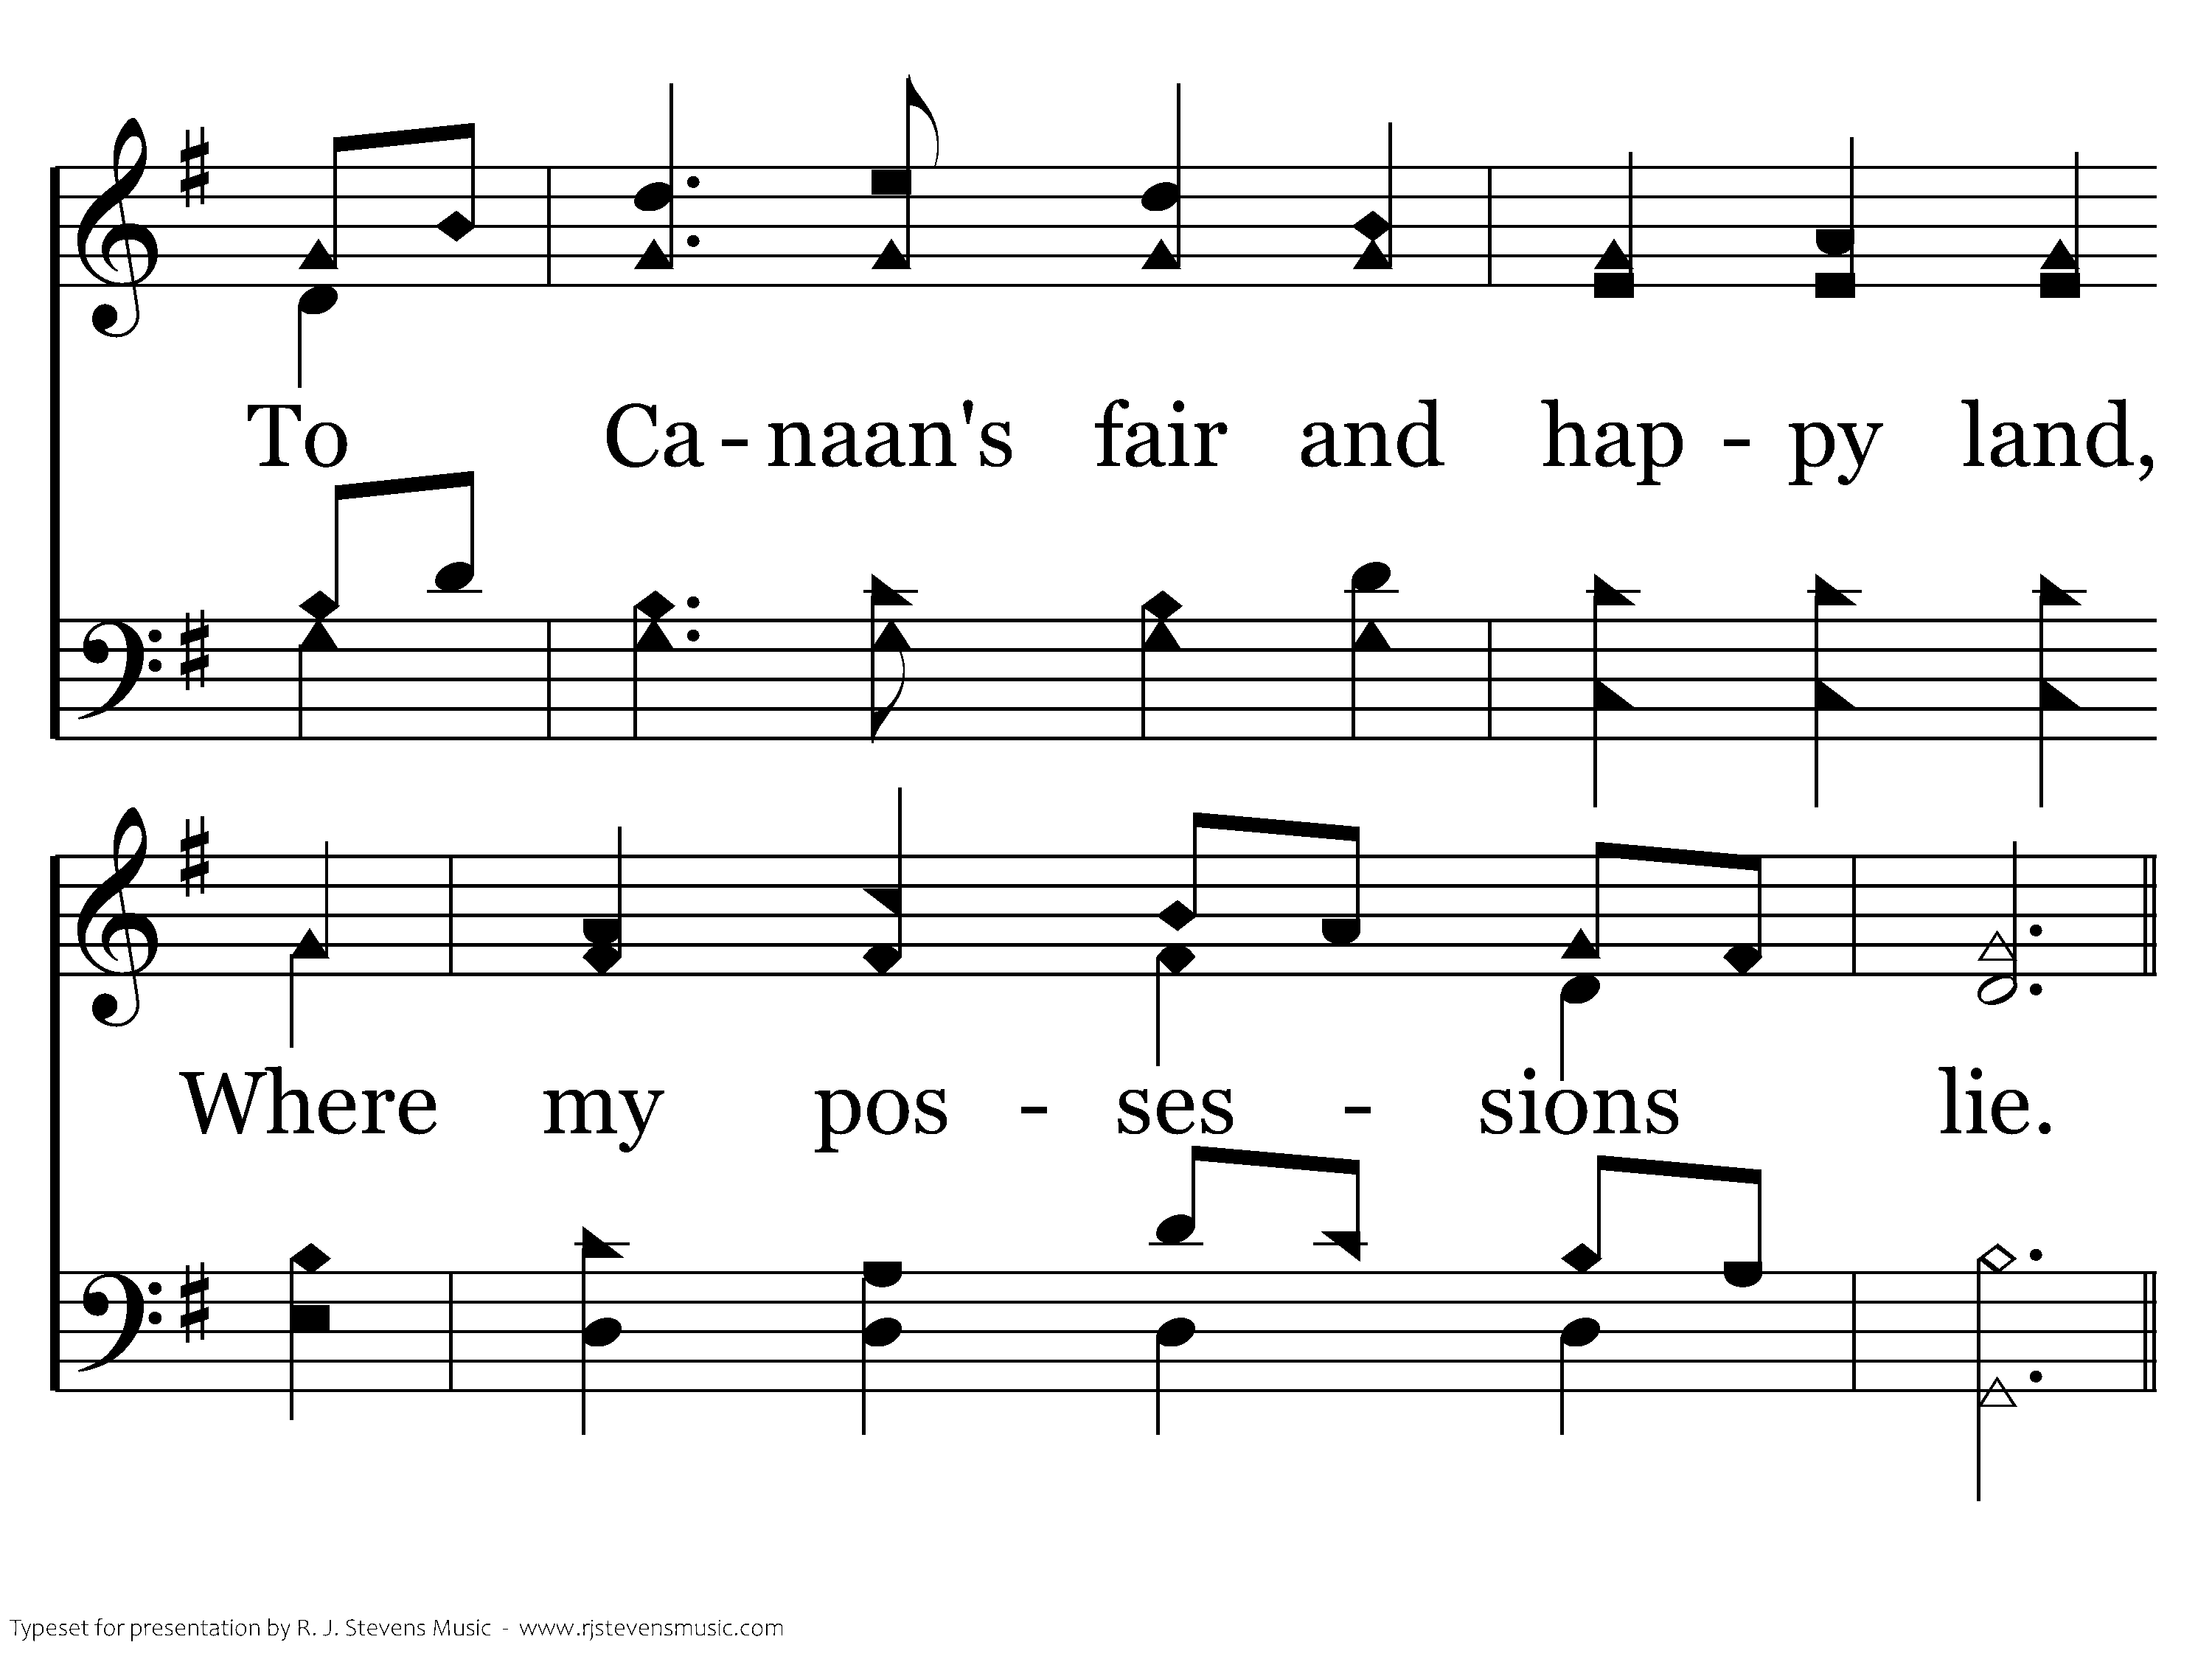 To Ca - naan's fair and hap - py land,
Where my pos - ses - sions lie.
Typeset for presentation by R. J. Stevens Music - www.rjstevensmusic.com